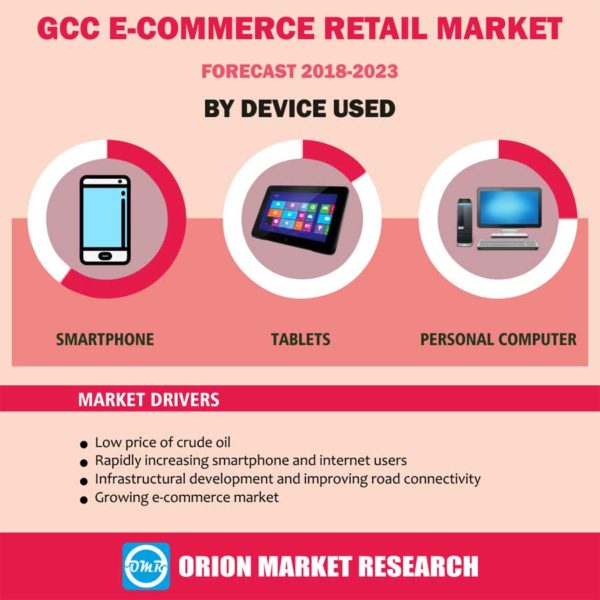 GCC E-COMMERCE RETAIL MARKET
FORECAST 2018-2023
BY DEVICE USED
SMARTPHONE
TABLETS
PERSONAL COMPUTER
MARKET DRIVERS
Low price of crude oil
Rapidly increasing smartphone and internet users
Infrastructural development and improving road connectivity
Growing e-commerce market
OMR
ORION MARKET RESEARCH